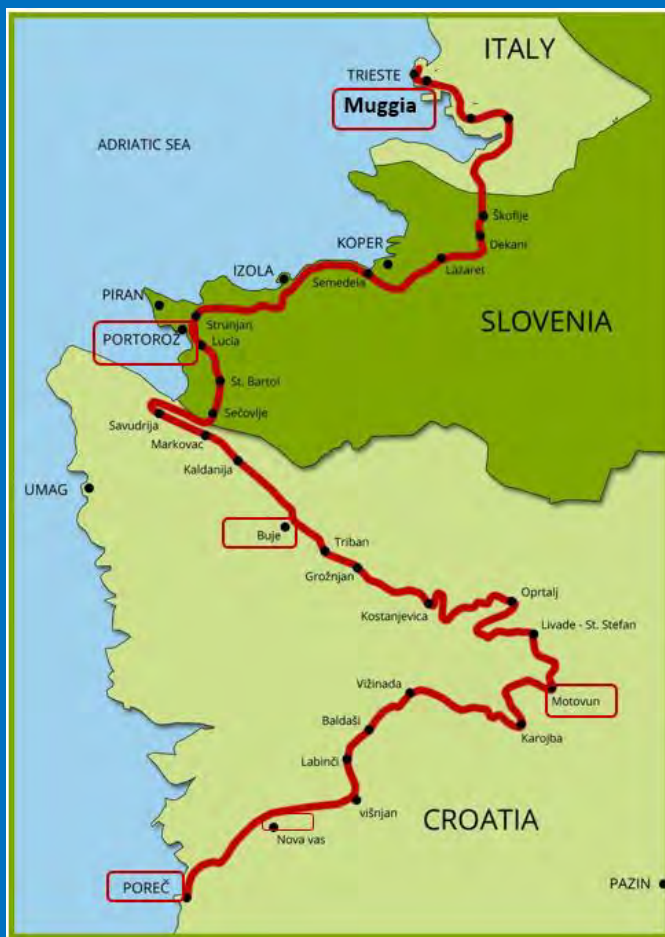 ITALY
TRIESTE
Muggia
ADRIATIC SEA
Škofije
Dekani
KOPER
Lazaret
IZOLA
Semedela
PIRAN
Strunjan
PORTOROŽ
Lucia
SLOVENIA
St. Bartol
Sečovlje
Savudrija
Markovac
Kaldanija
UMAG
Buje
Triban
Grožnjan
Oprtalj
Kostanjevica
Livade - St. Stefan
Vižinada
Motovun
Baldaši
Karojba
Labinči
višnjan
CROATIA
Nova vas
POREČ
PAZIN